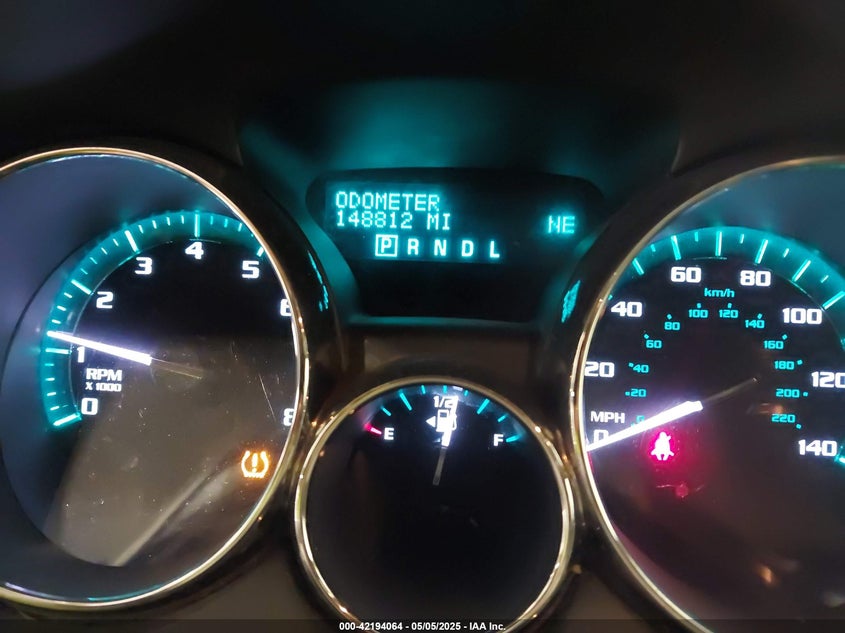 ODOMETER
148812 MI NE
P R N D L
0 1 2 3 4 5 6 8
RPM
X 1000
E 1/2 F
0 20 40 60 80 100 120 140
MPH
km/h
20 40 60 80 100 120 140 160 180 200 220
000-42194064 - 05/05/2025 - IAA Inc.